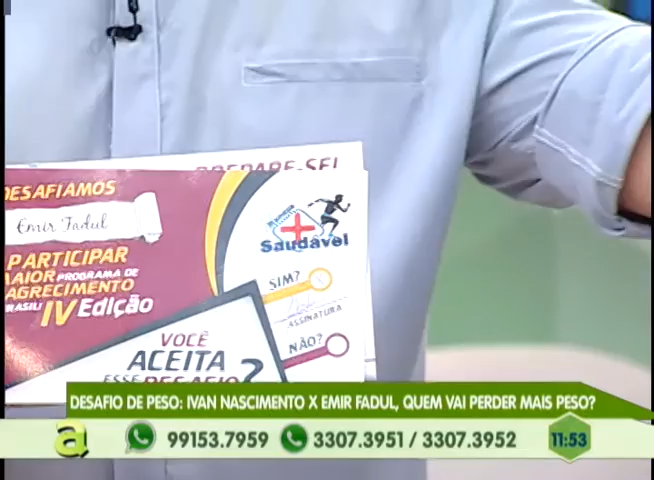 PREPARE-SE!
DESAFIAMOS
Emir Fadul
PARTICIPAR
MAIOR PROGRAMA DE
AGRECIMENTO
BRASIL!
IV Edição
+Saudável
SIM?
ASSINATURA
NÃO?
VOCÊ
ACEITA
ESSE DESAFIO?
DESAFIO DE PESO: IVAN NASCIMENTO X EMIR FADUL, QUEM VAI PERDER MAIS PESO?
a 99153.7959 3307.3951 / 3307.3952 11:53